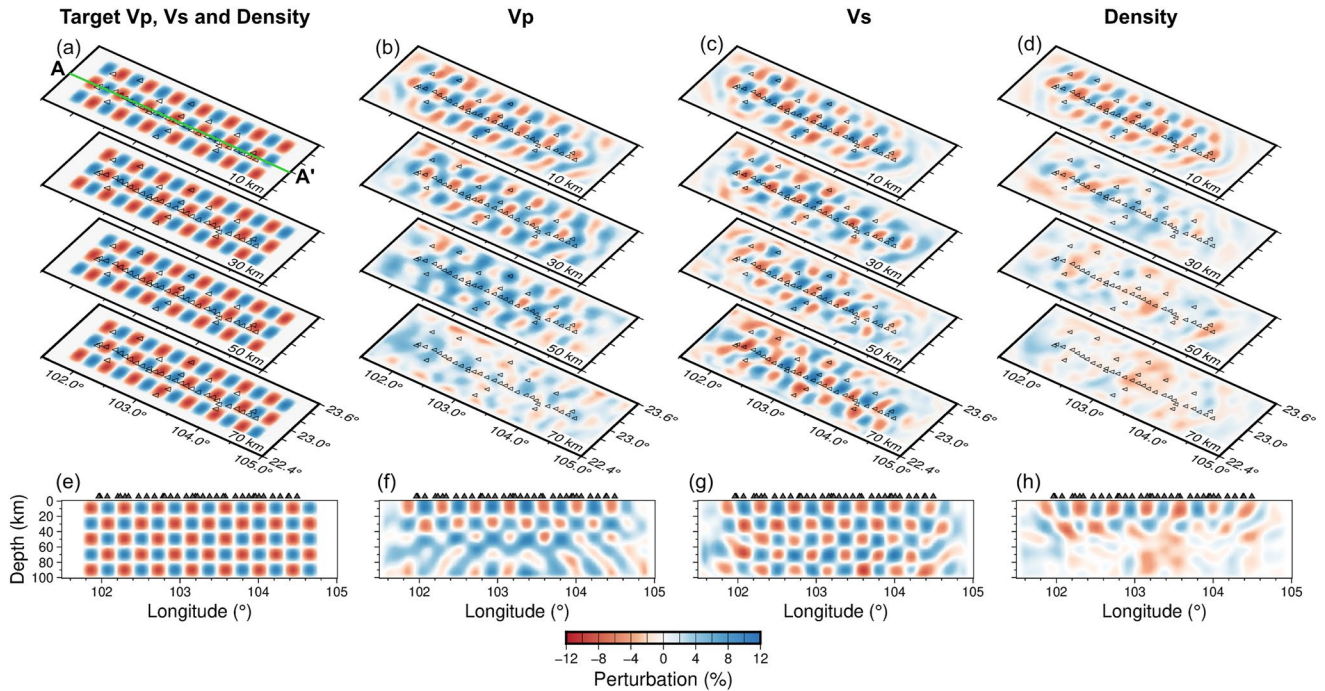 Target Vp, Vs and Density
Vp
Vs
Density
(a)
(b)
(c)
(d)
A
A'
10 km
30 km
50 km
70 km
102.0°
103.0°
104.0°
105.0°
23.6°
23.0°
22.4°
10 km
30 km
50 km
70 km
102.0°
103.0°
104.0°
105.0°
23.6°
23.0°
22.4°
10 km
30 km
50 km
70 km
102.0°
103.0°
104.0°
105.0°
23.6°
23.0°
22.4°
10 km
30 km
50 km
70 km
102.0°
103.0°
104.0°
105.0°
23.6°
23.0°
22.4°
(e)
(f)
(g)
(h)
Depth (km)
0
20
40
60
80
100
102 103 104 105
102 103 104 105
102 103 104 105
102 103 104 105
Longitude (°)
Longitude (°)
Longitude (°)
Longitude (°)
−12 −8 −4 0 4 8 12
Perturbation (%)